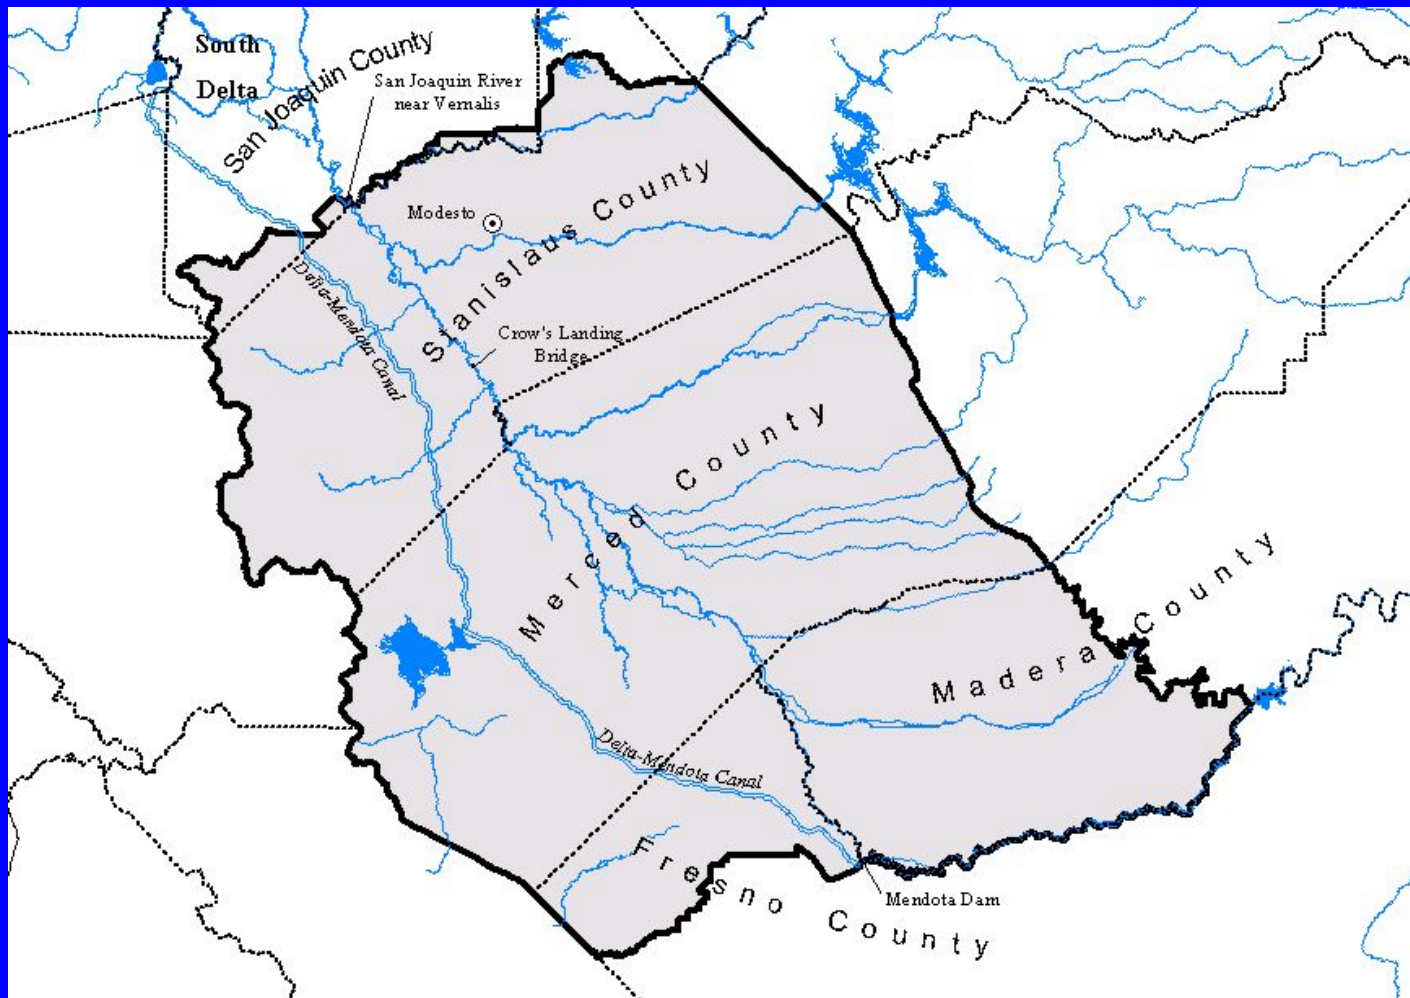 South
Delta
San Joaquin County
San Joaquin River
near Vernalis
Modesto
Stanislaus County
Delta-Mendota Canal
Crow's Landing
Bridge
Merced County
Madera County
Delta-Mendota Canal
Fresno County
Mendota Dam